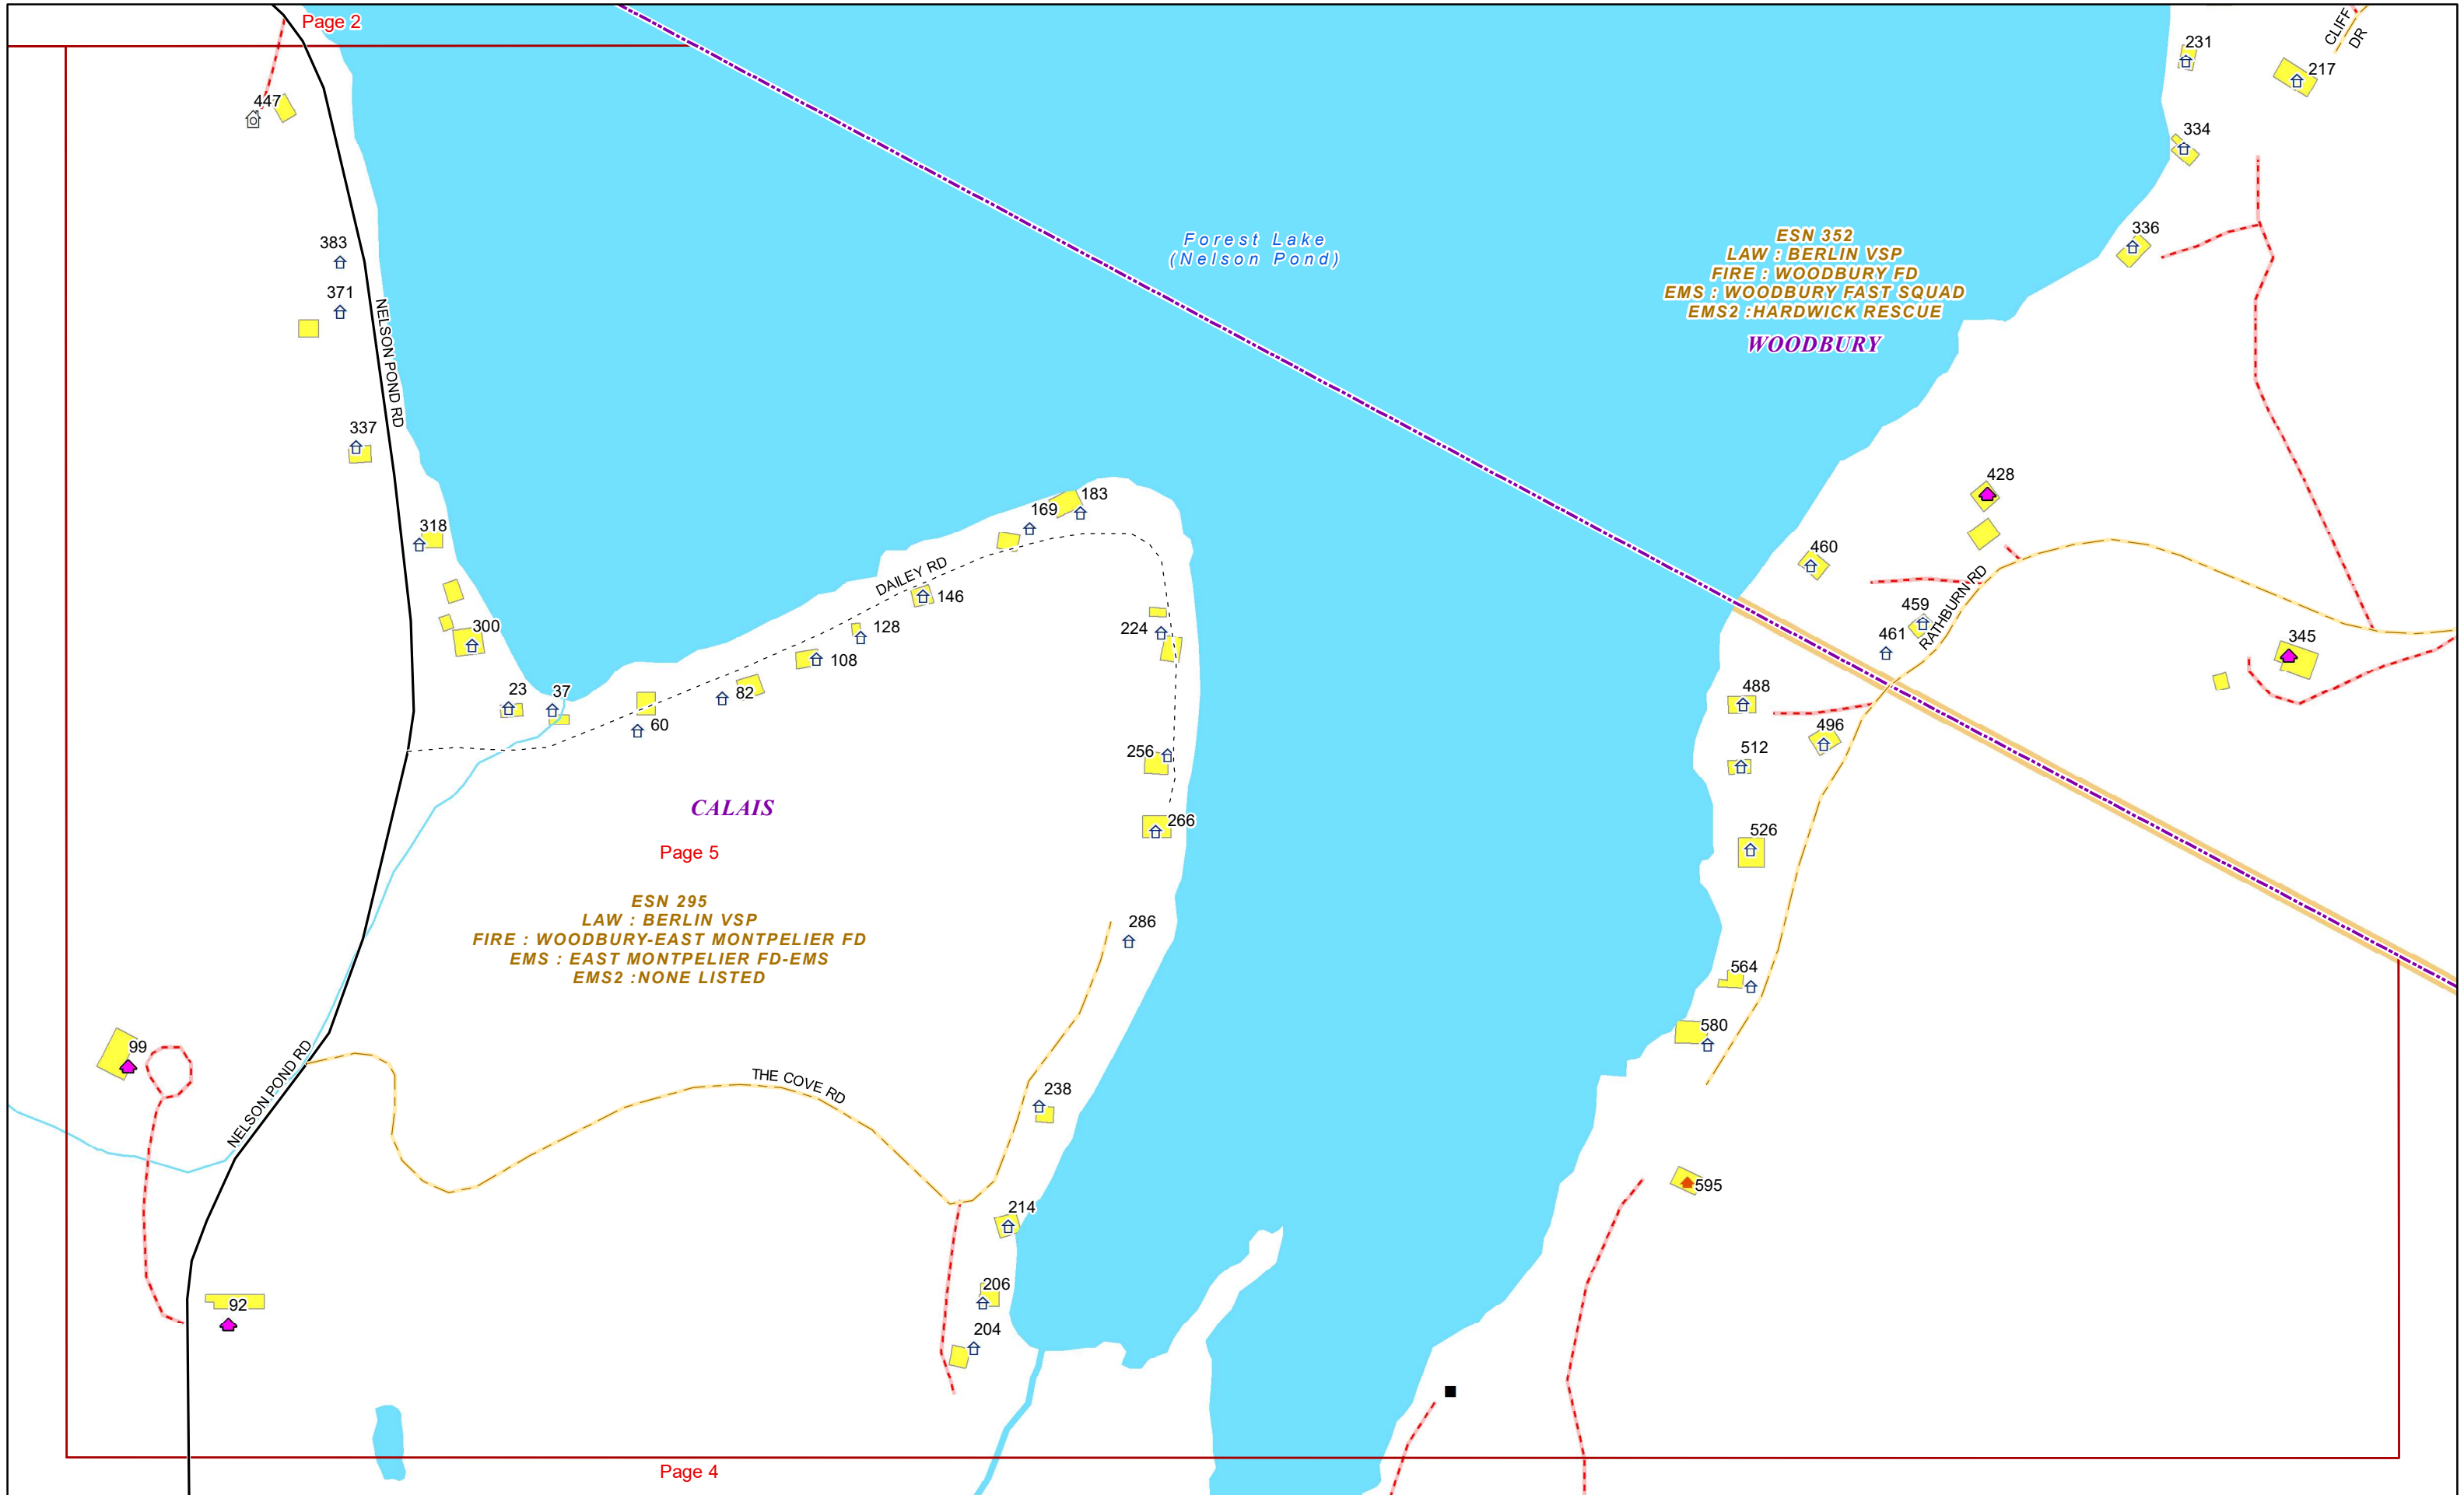 Page 2
CLIFF
DR
231
217
447
334
336
383
371
NELSON POND RD
Forest Lake
(Nelson Pond)
ESN 352
LAW : BERLIN VSP
FIRE : WOODBURY FD
EMS : WOODBURY FAST SQUAD
EMS2 :HARDWICK RESCUE
WOODBURY
337
428
183
169
318
460
DAILEY RD
146
RATHBURN RD
459
461
345
300
128
224
108
23
37
82
60
488
496
512
256
CALAIS
266
526
Page 5
ESN 295
LAW : BERLIN VSP
FIRE : WOODBURY-EAST MONTPELIER FD
EMS : EAST MONTPELIER FD-EMS
EMS2 :NONE LISTED
286
564
580
99
NELSON POND RD
THE COVE RD
238
595
214
206
92
204
Page 4